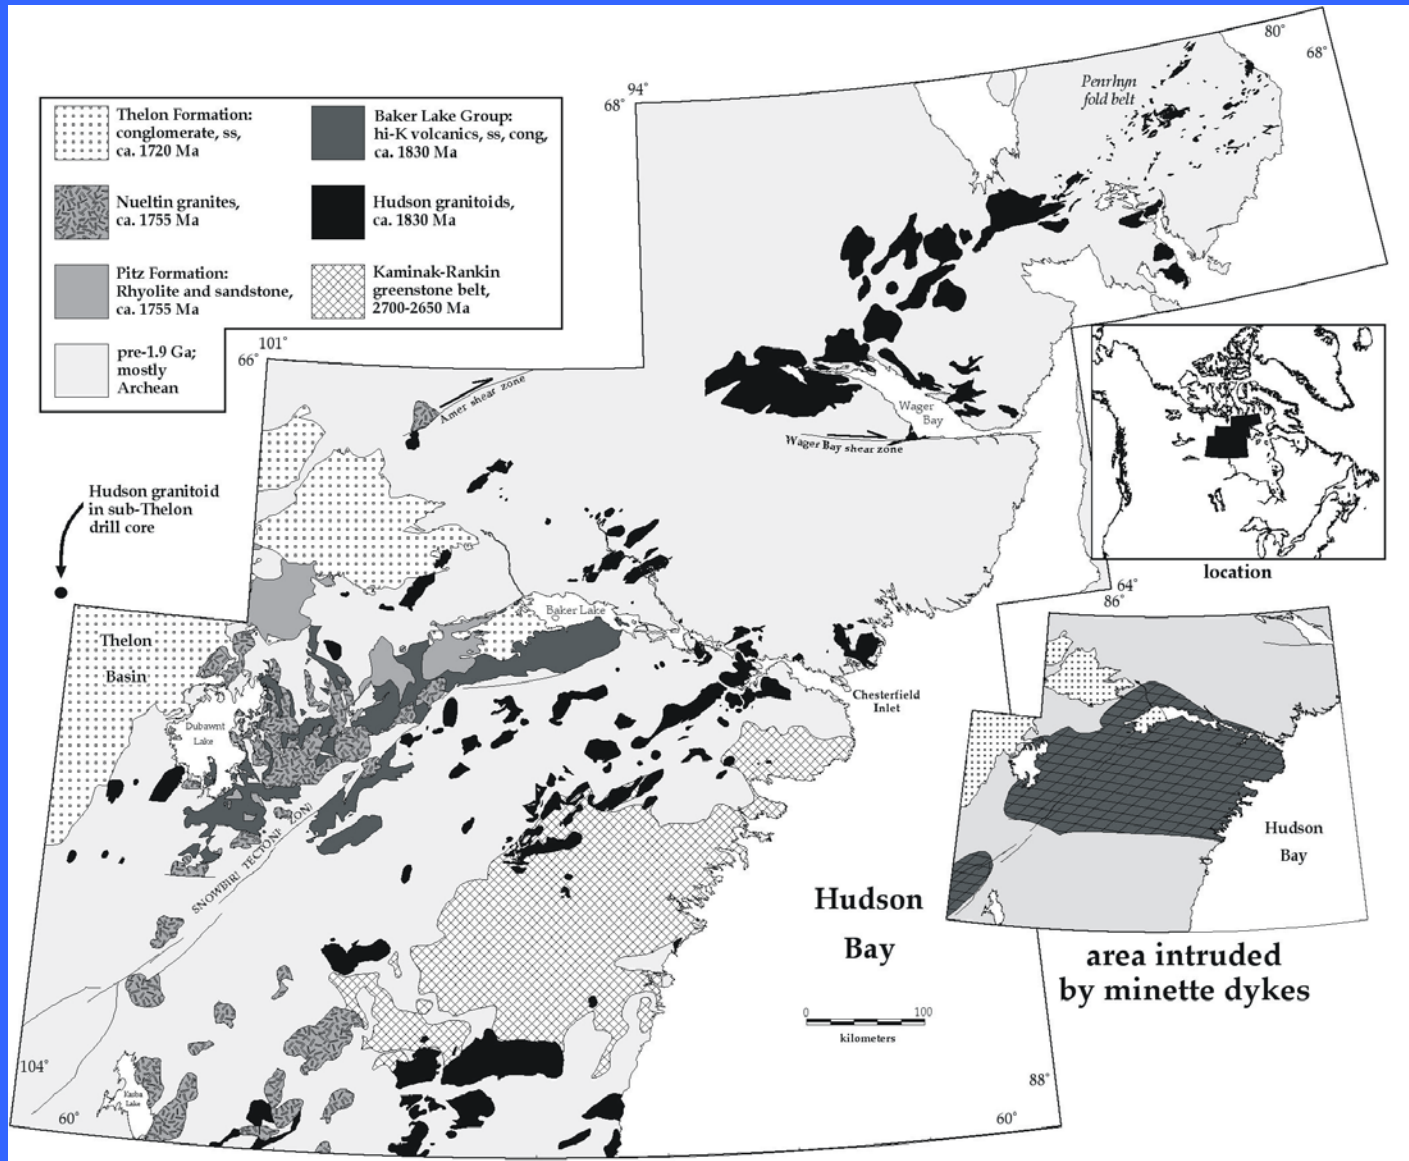 Thelon Formation:
conglomerate, ss,
ca. 1720 Ma
Baker Lake Group:
hi-K volcanics, ss, cong,
ca. 1830 Ma
Nueltin granites,
ca. 1755 Ma
Hudson granitoids,
ca. 1830 Ma
Pitz Formation:
Rhyolite and sandstone,
ca. 1755 Ma
Kaminak-Rankin
greenstone belt,
2700-2650 Ma
pre-1.9 Ga;
mostly
Archean
94°
68°
80°
68°
Penrhyn
fold belt
101°
66°
Amer shear zone
Wager
Bay
Wager Bay shear zone
Hudson granitoid
in sub-Thelon
drill core
location
64°
86°
Thelon
Basin
Baker Lake
Dubawnt
Lake
Chesterfield
Inlet
SNOWBIRD TECTONIC ZONE
Hudson
Bay
Hudson
Bay
area intruded
by minette dykes
0 100
kilometers
104°
60°
Kasba
Lake
88°
60°